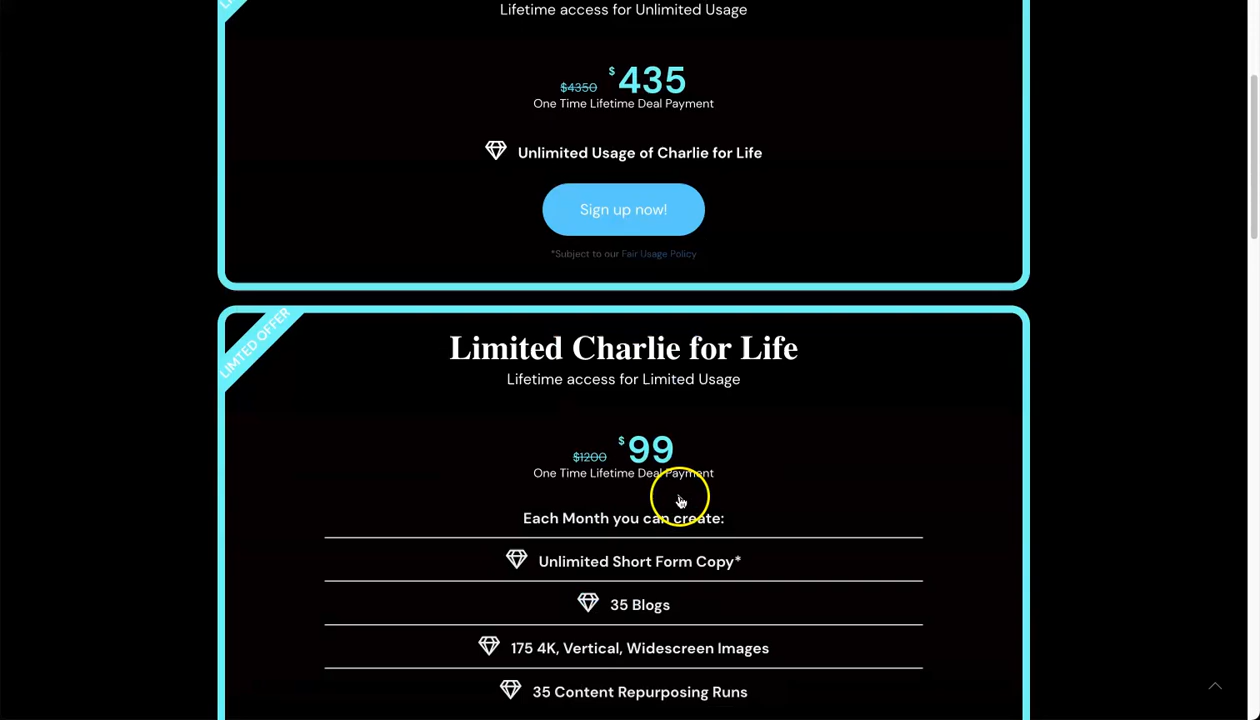 Lifetime access for Unlimited Usage
$4350 $435
One Time Lifetime Deal Payment
Unlimited Usage of Charlie for Life
Sign up now!
*Subject to our Fair Usage Policy
LIMTED OFFER
Limited Charlie for Life
Lifetime access for Limited Usage
$1200 $99
One Time Lifetime Deal Payment
Each Month you can create:
Unlimited Short Form Copy*
35 Blogs
175 4K, Vertical, Widescreen Images
35 Content Repurposing Runs